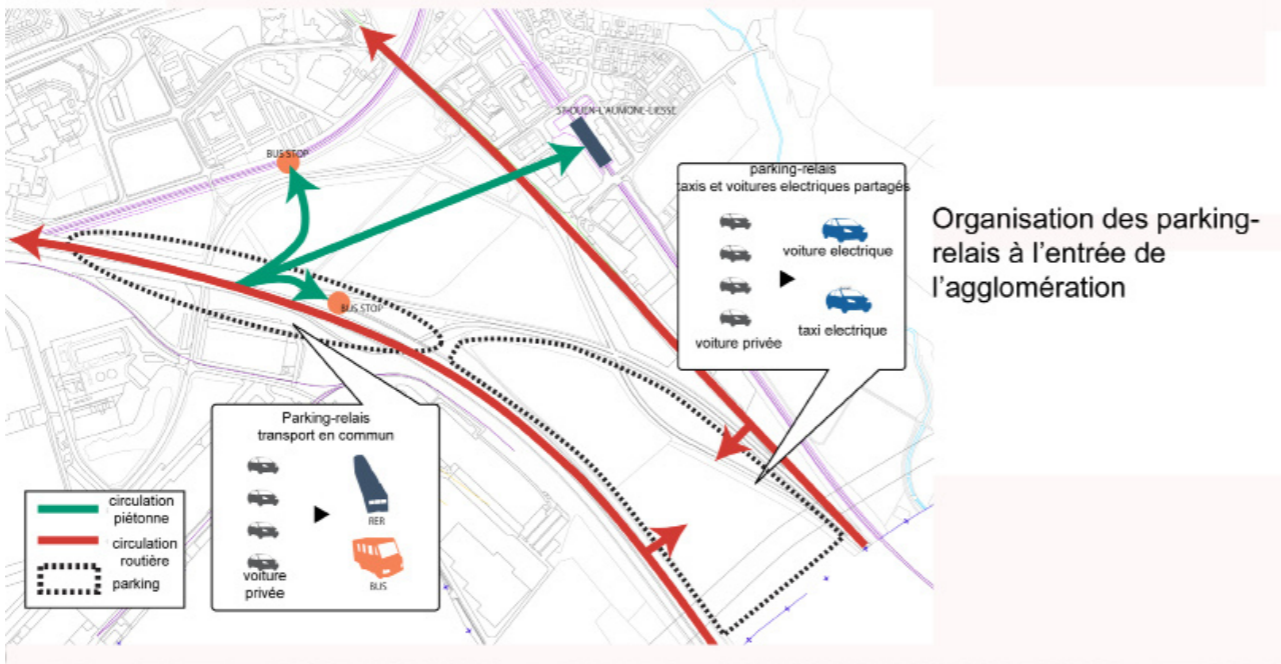 ST-OUEN-L'AUMONE-LIESSE
BUS STOP
BUS STOP
parking-relais
taxis et voitures electriques partagés
voiture electrique
taxi electrique
voiture privée
Organisation des parking-
relais à l'entrée de
l'agglomération
Parking-relais
transport en commun
RER
BUS
voiture
privée
circulation
piétonne
circulation
routière
parking